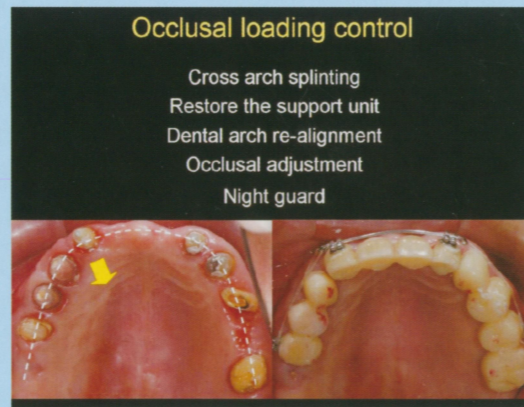 Occlusal loading control
Cross arch splinting
Restore the support unit
Dental arch re-alignment
Occlusal adjustment
Night guard